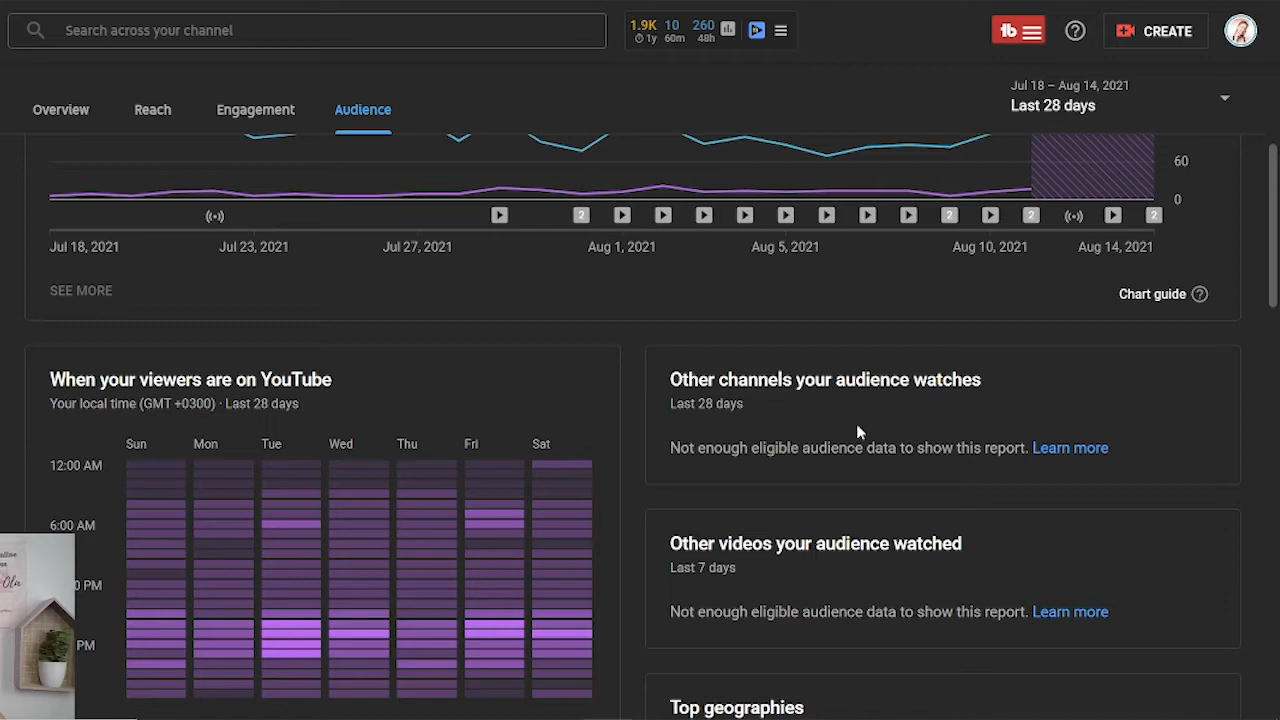 Search across your channel
1.9K 10 260
1y 60m 48h
tb
CREATE
Overview Reach Engagement Audience
Jul 18 – Aug 14, 2021
Last 28 days
60
0
2 2 2 2
Jul 18, 2021 Jul 23, 2021 Jul 27, 2021 Aug 1, 2021 Aug 5, 2021 Aug 10, 2021 Aug 14, 2021
SEE MORE
Chart guide
When your viewers are on YouTube
Your local time (GMT +0300) · Last 28 days
Sun Mon Tue Wed Thu Fri Sat
12:00 AM
6:00 AM
PM
PM
Other channels your audience watches
Last 28 days
Not enough eligible audience data to show this report. Learn more
Other videos your audience watched
Last 7 days
Not enough eligible audience data to show this report. Learn more
Top geographies